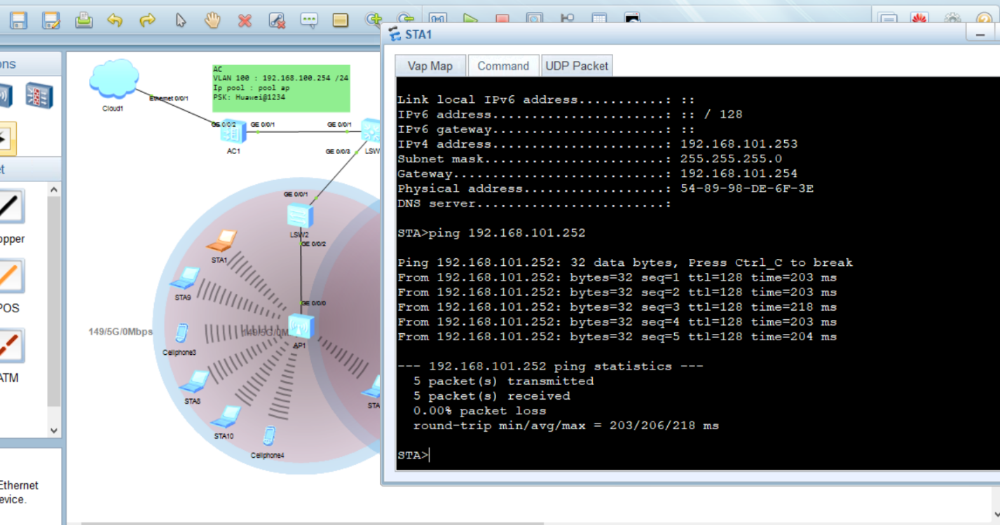 ons
et
opper
POS
ATM
Ethernet
evice.
Cloud1
Ethernet 0/0/1
AC
VLAN 100 : 192.168.100.254 /24
Ip pool : pool ap
PSK: Huawei@1234
GE 0/0/2
GE 0/0/1
GE 0/0/1
AC1
GE 0/0/3
LSW
GE 0/0/1
LSW2
GE 0/0/2
STA1
STA9
GE 0/0/0
149/5G/0Mbps
149/5G/0M
AP1
Cellphone3
STA8
STA
STA10
Cellphone4
STA1
Vap Map
Command
UDP Packet
Link local IPv6 address...........: ::
IPv6 address......................: :: / 128
IPv6 gateway......................: ::
IPv4 address......................: 192.168.101.253
Subnet mask.......................: 255.255.255.0
Gateway...........................: 192.168.101.254
Physical address..................: 54-89-98-DE-6F-3E
DNS server........................:
STA>ping 192.168.101.252
Ping 192.168.101.252: 32 data bytes, Press Ctrl_C to break
From 192.168.101.252: bytes=32 seq=1 ttl=128 time=203 ms
From 192.168.101.252: bytes=32 seq=2 ttl=128 time=203 ms
From 192.168.101.252: bytes=32 seq=3 ttl=128 time=218 ms
From 192.168.101.252: bytes=32 seq=4 ttl=128 time=203 ms
From 192.168.101.252: bytes=32 seq=5 ttl=128 time=204 ms
--- 192.168.101.252 ping statistics ---
5 packet(s) transmitted
5 packet(s) received
0.00% packet loss
round-trip min/avg/max = 203/206/218 ms
STA>